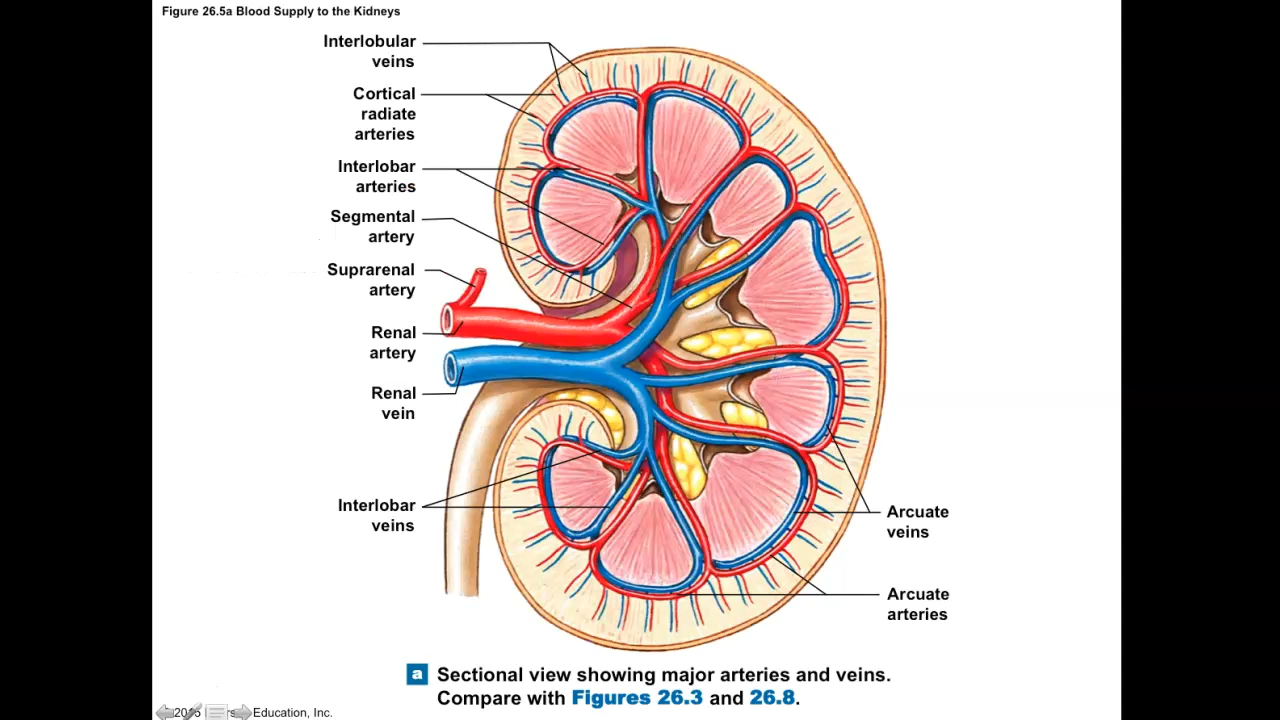 Figure 26.5a Blood Supply to the Kidneys
Interlobular
veins
Cortical
radiate
arteries
Interlobar
arteries
Segmental
artery
Suprarenal
artery
Renal
artery
Renal
vein
Interlobar
veins
Arcuate
veins
Arcuate
arteries
a Sectional view showing major arteries and veins.
Compare with Figures 26.3 and 26.8.
Education, Inc.